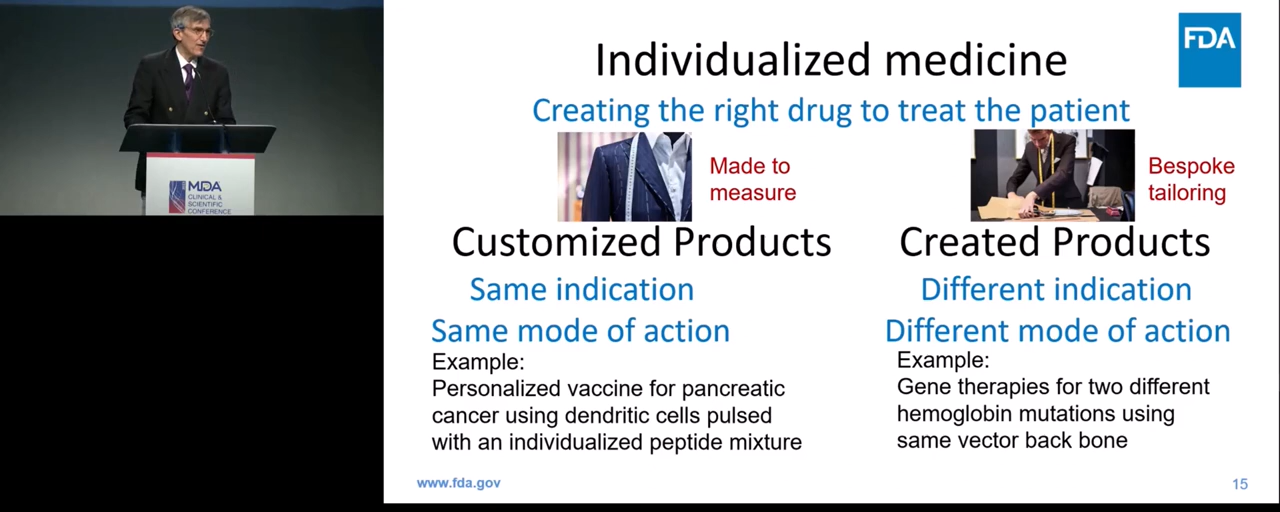 MDA
CLINICAL &
SCIENTIFIC
CONFERENCE
FDA
Individualized medicine
Creating the right drug to treat the patient
Made to
measure
Bespoke
tailoring
Customized Products
Same indication
Same mode of action
Example:
Personalized vaccine for pancreatic
cancer using dendritic cells pulsed
with an individualized peptide mixture
Created Products
Different indication
Different mode of action
Example:
Gene therapies for two different
hemoglobin mutations using
same vector back bone
www.fda.gov
15